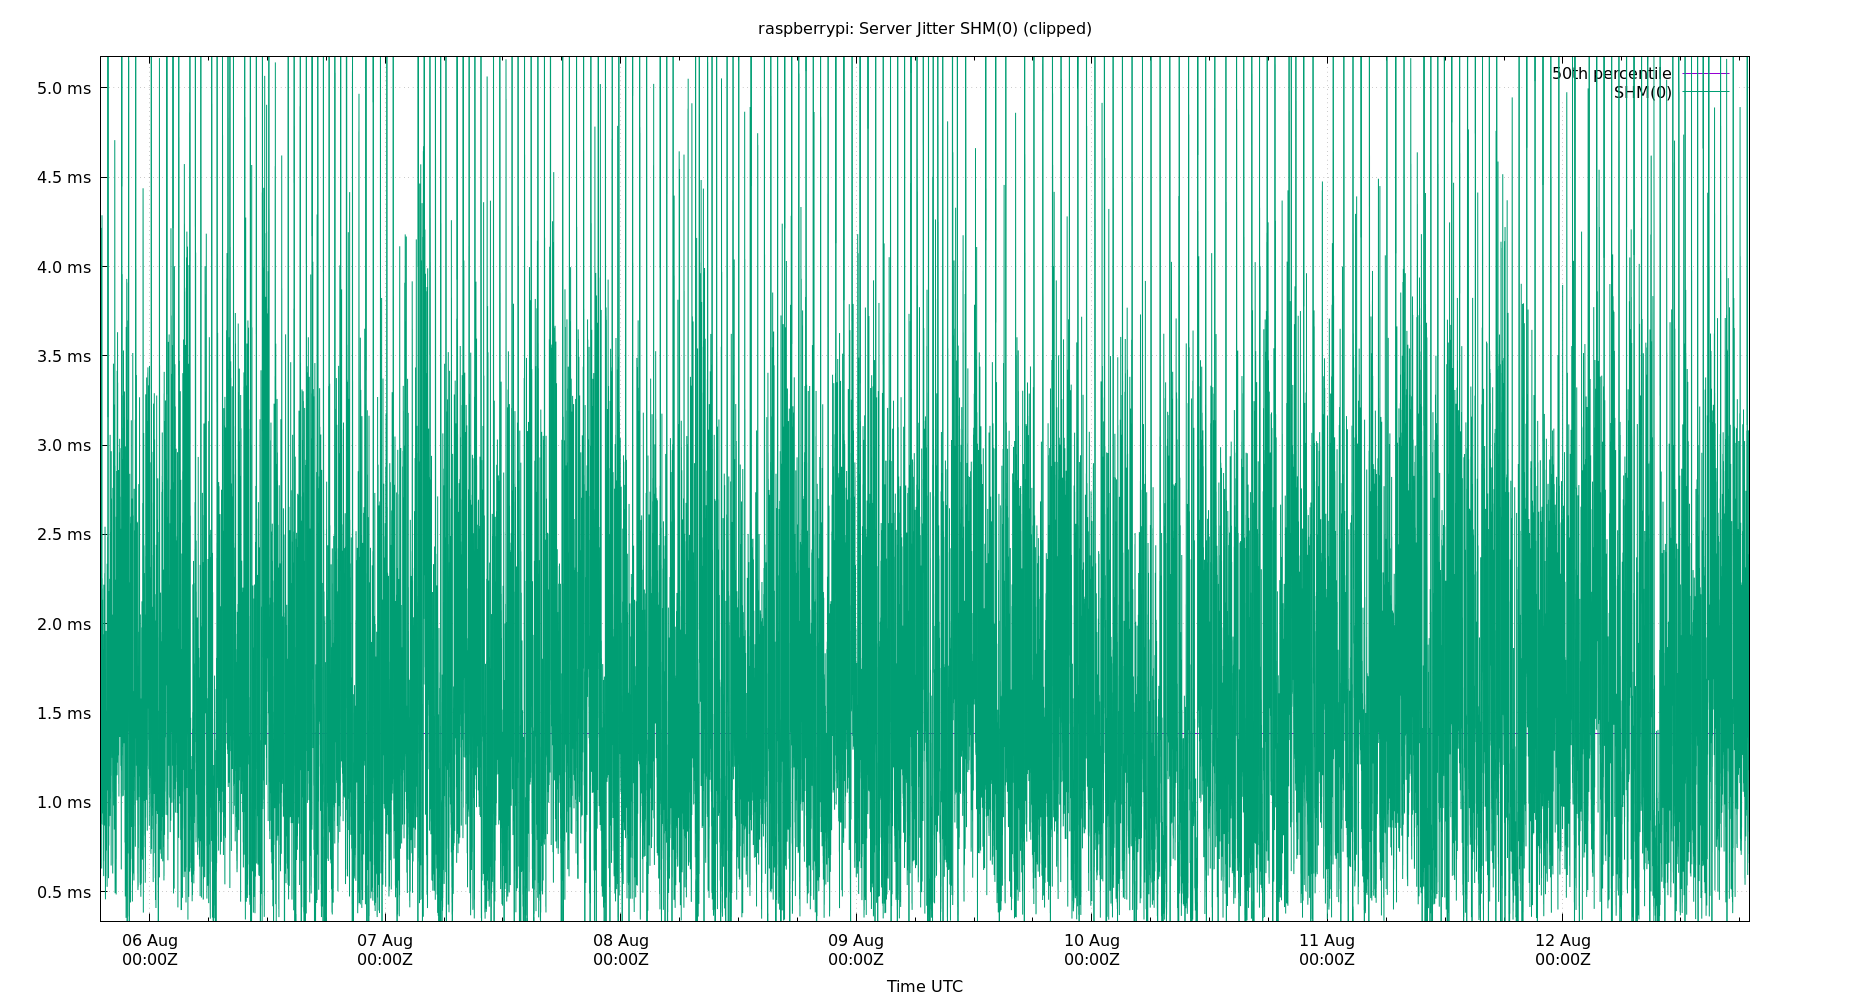 raspberrypi: Server Jitter SHM(0) (clipped)
50th percentile
SHM(0)
5.0 ms
4.5 ms
4.0 ms
3.5 ms
3.0 ms
2.5 ms
2.0 ms
1.5 ms
1.0 ms
0.5 ms
06 Aug 07 Aug 08 Aug 09 Aug 10 Aug 11 Aug 12 Aug
00:00Z 00:00Z 00:00Z 00:00Z 00:00Z 00:00Z 00:00Z
Time UTC